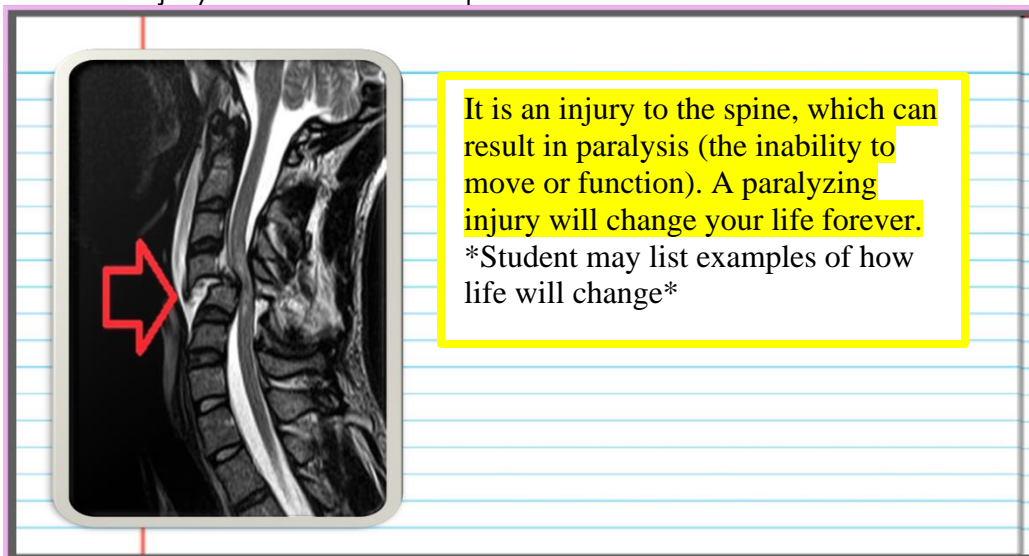 It is an injury to the spine, which can
result in paralysis (the inability to
move or function). A paralyzing
injury will change your life forever.
*Student may list examples of how
life will change*